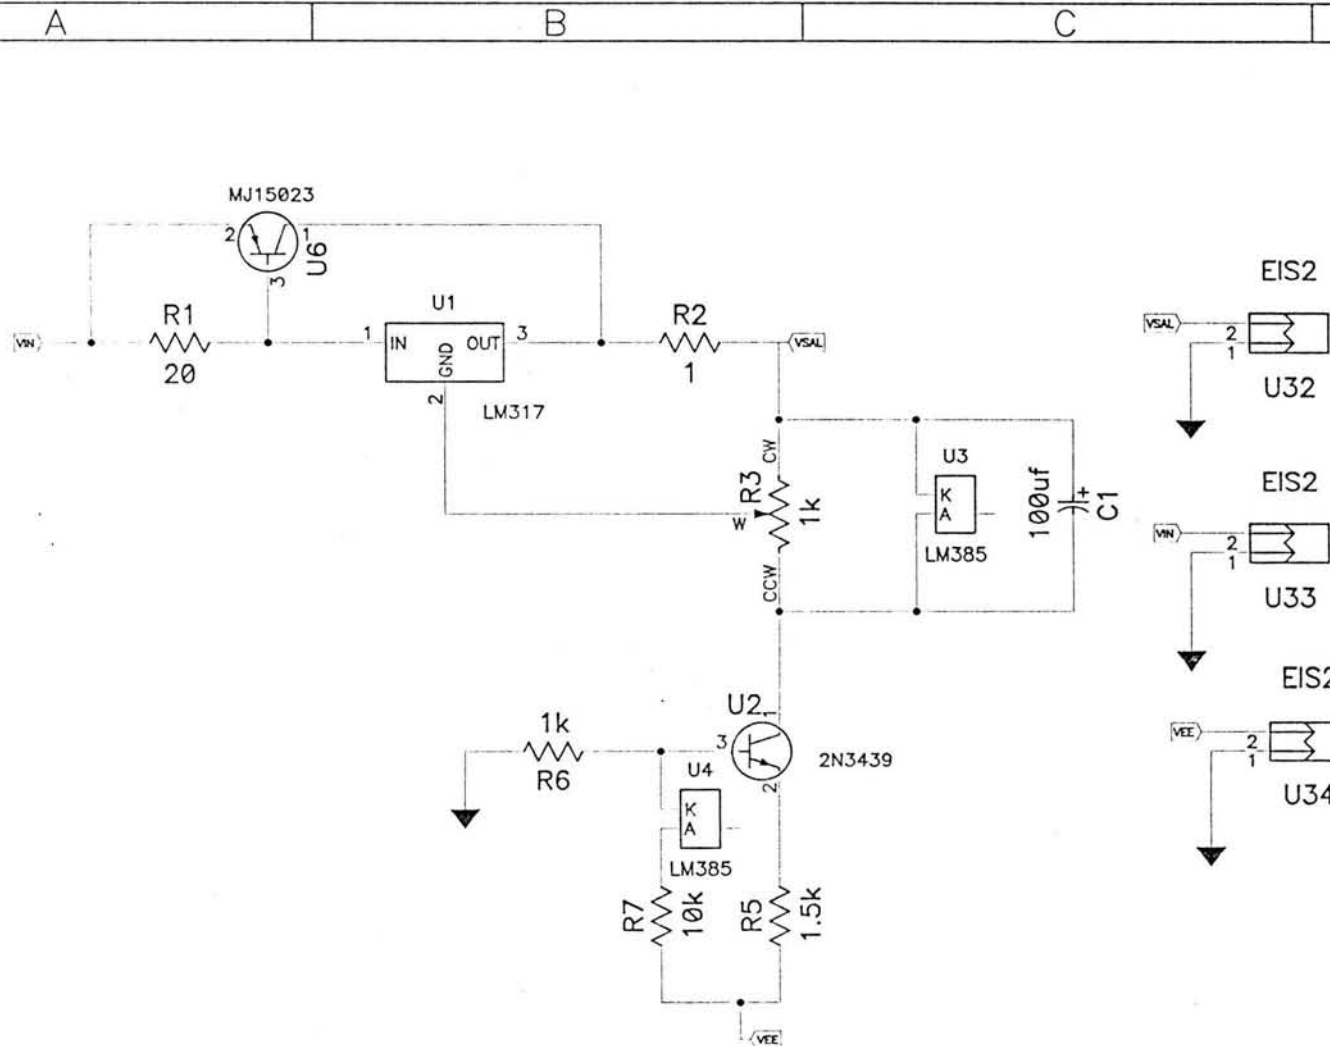 A B C
MJ15023
2 1
U6
3
EIS2
VIN
R1
20
1 IN OUT 3
GND
2
U1
LM317
R2
1
VSAL
VSAL
2
1
U32
CW
R3
1k
W
CCW
U3
K
A
LM385
100uf
+
C1
EIS2
VIN
2
1
U33
EIS2
VEE
2
1
U34
1k
R6
U2
1
3
2
2N3439
U4
K
A
LM385
R7
10k
R5
1.5k
VEE